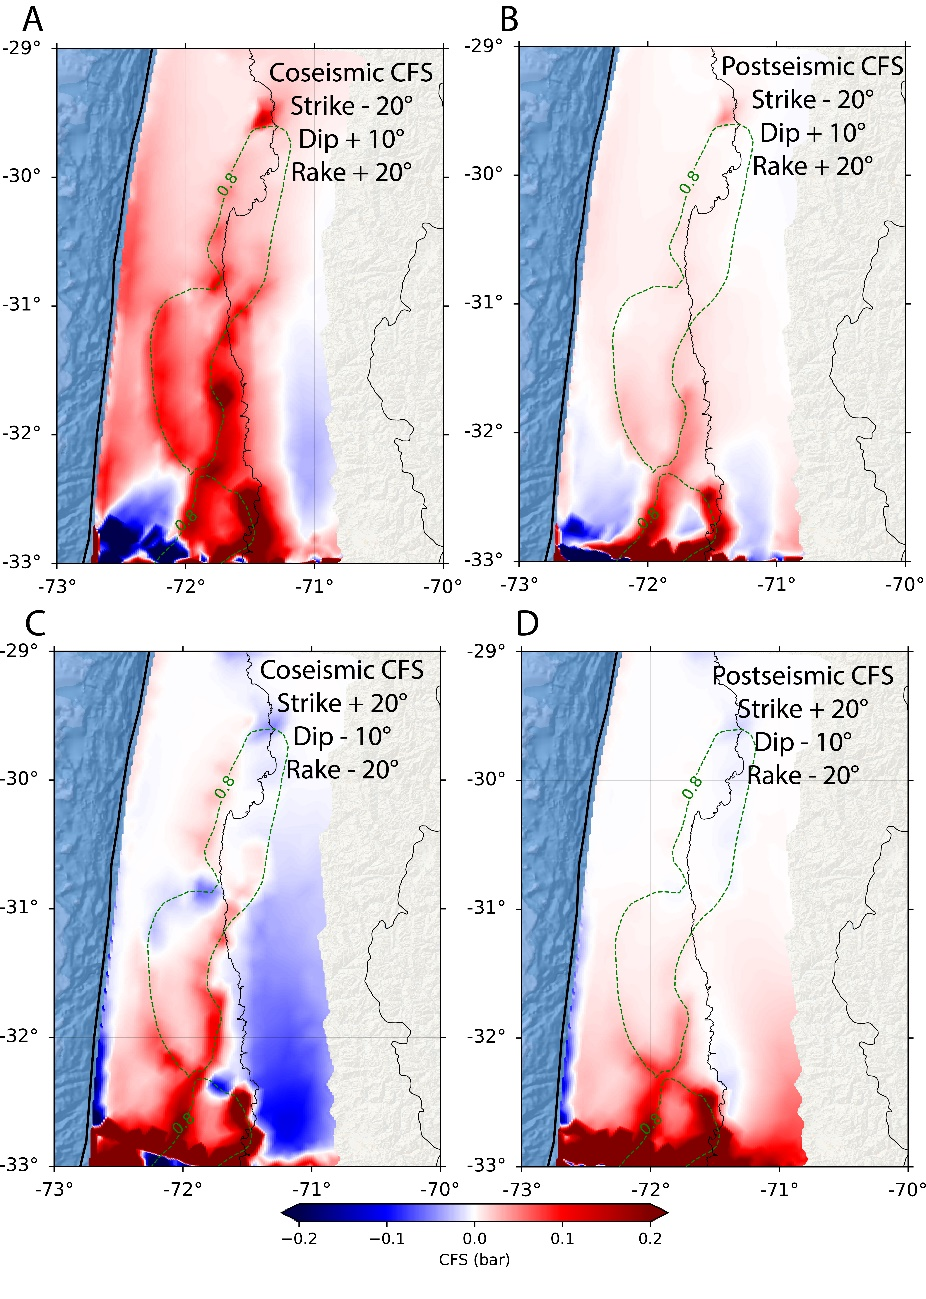 A
B
-29°
-29°
Coseismic CFS
Strike - 20°
Dip + 10°
Rake + 20°
Postseismic CFS
Strike - 20°
Dip + 10°
Rake + 20°
-30°
0.8
-30°
0.8
-31°
-31°
-32°
-32°
0.8
0.8
-33°
-33°
-73°
-72°
-71°
-70°
-73°
-72°
-71°
-70°
C
D
-29°
-29°
Coseismic CFS
Strike + 20°
Dip - 10°
Rake - 20°
Postseismic CFS
Strike + 20°
Dip - 10°
Rake - 20°
-30°
0.8
-30°
0.8
-31°
-31°
-32°
-32°
0.8
0.8
-33°
-33°
-73°
-72°
-71°
-70°
-73°
-72°
-71°
-70°
−0.2
−0.1
0.0
0.1
0.2
CFS (bar)